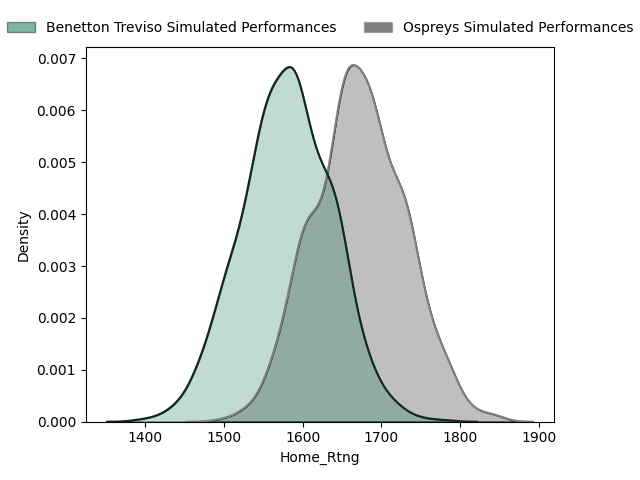 Benetton Treviso Simulated Performances Ospreys Simulated Performances
0.007
0.006
0.005
0.004
0.003
0.002
0.001
0.000
Density
1400 1500 1600 1700 1800 1900
Home_Rtng